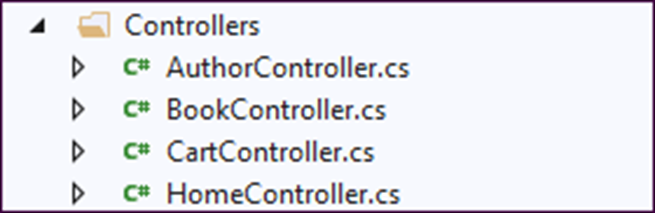 Controllers
C# AuthorController.cs
C# BookController.cs
C# CartController.cs
C# HomeController.cs